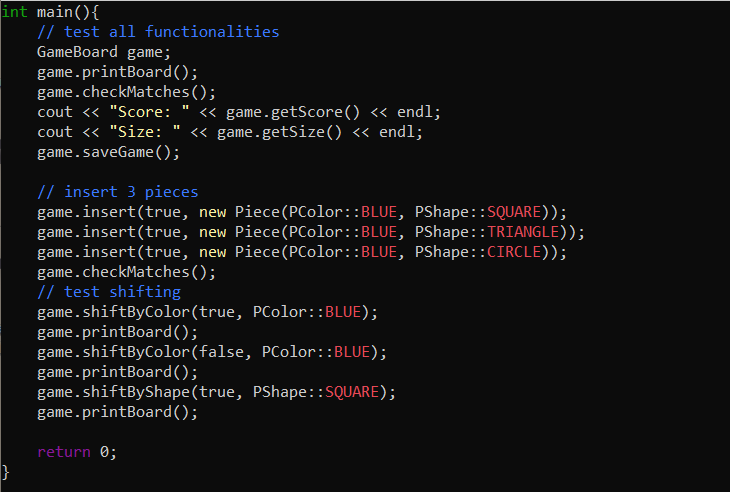 int main(){
    // test all functionalities
    GameBoard game;
    game.printBoard();
    game.checkMatches();
    cout << "Score: " << game.getScore() << endl;
    cout << "Size: " << game.getSize() << endl;
    game.saveGame();

    // insert 3 pieces
    game.insert(true, new Piece(PColor::BLUE, PShape::SQUARE));
    game.insert(true, new Piece(PColor::BLUE, PShape::TRIANGLE));
    game.insert(true, new Piece(PColor::BLUE, PShape::CIRCLE));
    game.checkMatches();
    // test shifting
    game.shiftByColor(true, PColor::BLUE);
    game.printBoard();
    game.shiftByColor(false, PColor::BLUE);
    game.printBoard();
    game.shiftByShape(true, PShape::SQUARE);
    game.printBoard();

    return 0;
}